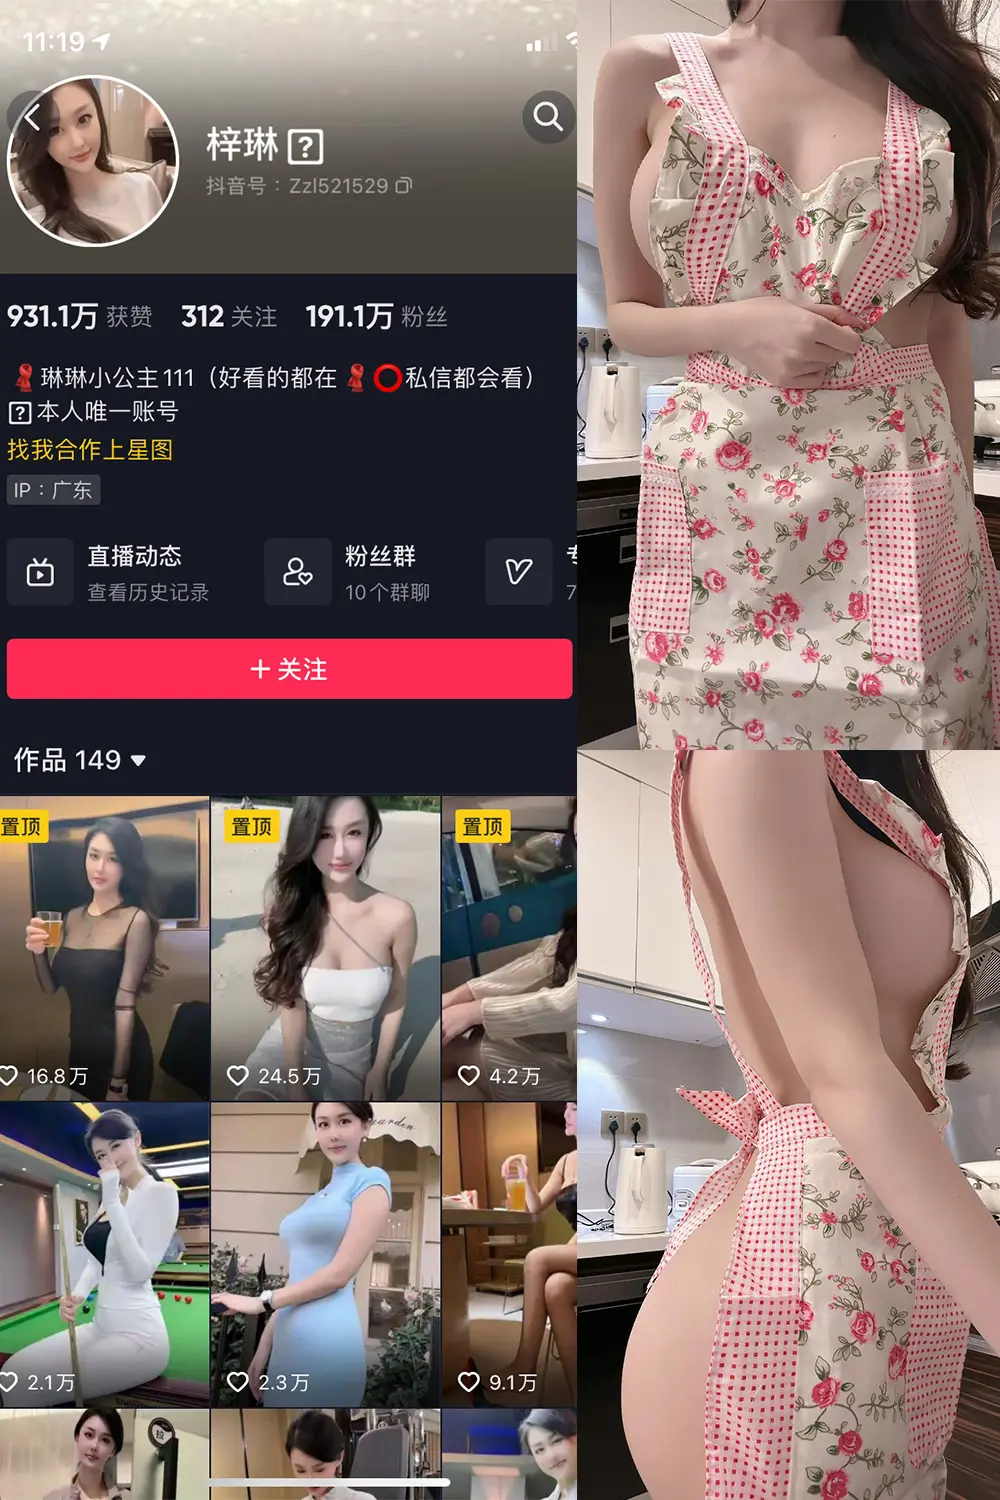 11:19
梓琳 ?
抖音号：Zzl521529
931.1万 获赞 312 关注 191.1万 粉丝
琳琳小公主111（好看的都在 私信都会看）
? 本人唯一账号
找我合作上星图
IP：广东
直播动态
查看历史记录
粉丝群
10个群聊
7
+ 关注
作品 149
置顶 置顶 置顶
16.8万 24.5万 4.2万
2.1万 2.3万 9.1万